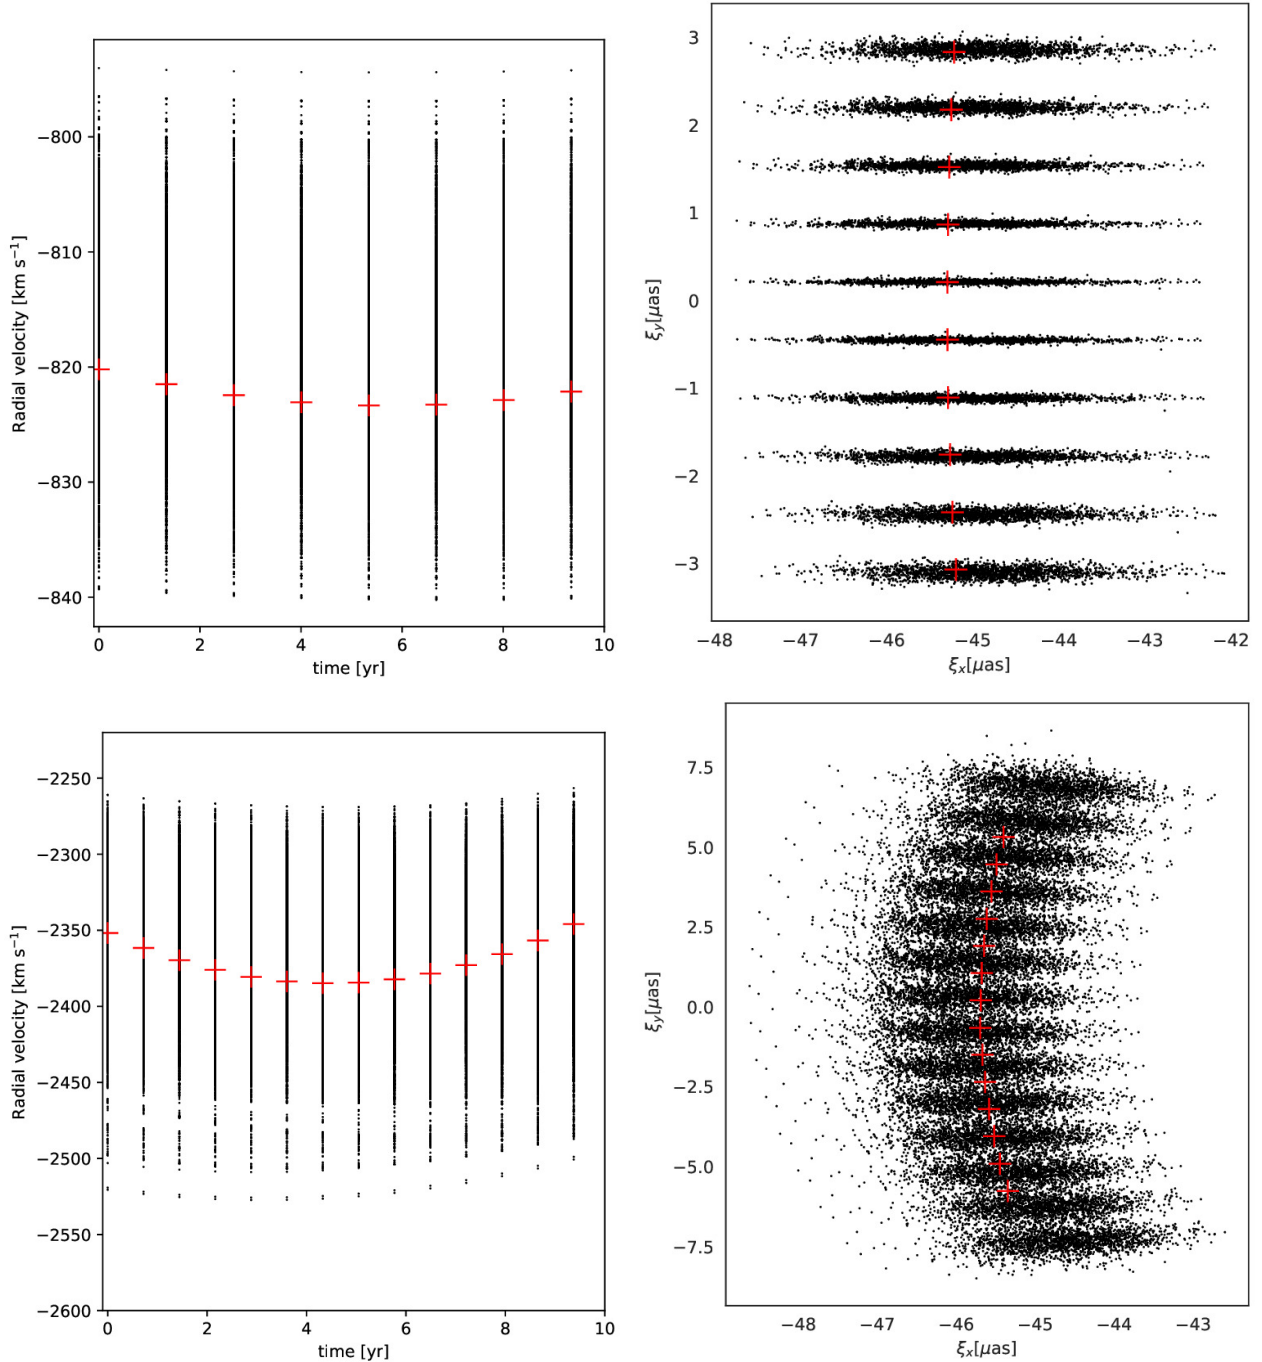 −800
−810
−820
−830
−840
Radial velocity [km s⁻¹]
0 2 4 6 8 10
time [yr]
3
2
1
0
−1
−2
−3
ξy[μas]
−48 −47 −46 −45 −44 −43 −42
ξx[μas]
−2250
−2300
−2350
−2400
−2450
−2500
−2550
−2600
Radial velocity [km s⁻¹]
0 2 4 6 8 10
time [yr]
7.5
5.0
2.5
0.0
−2.5
−5.0
−7.5
ξy[μas]
−48 −47 −46 −45 −44 −43
ξx[μas]